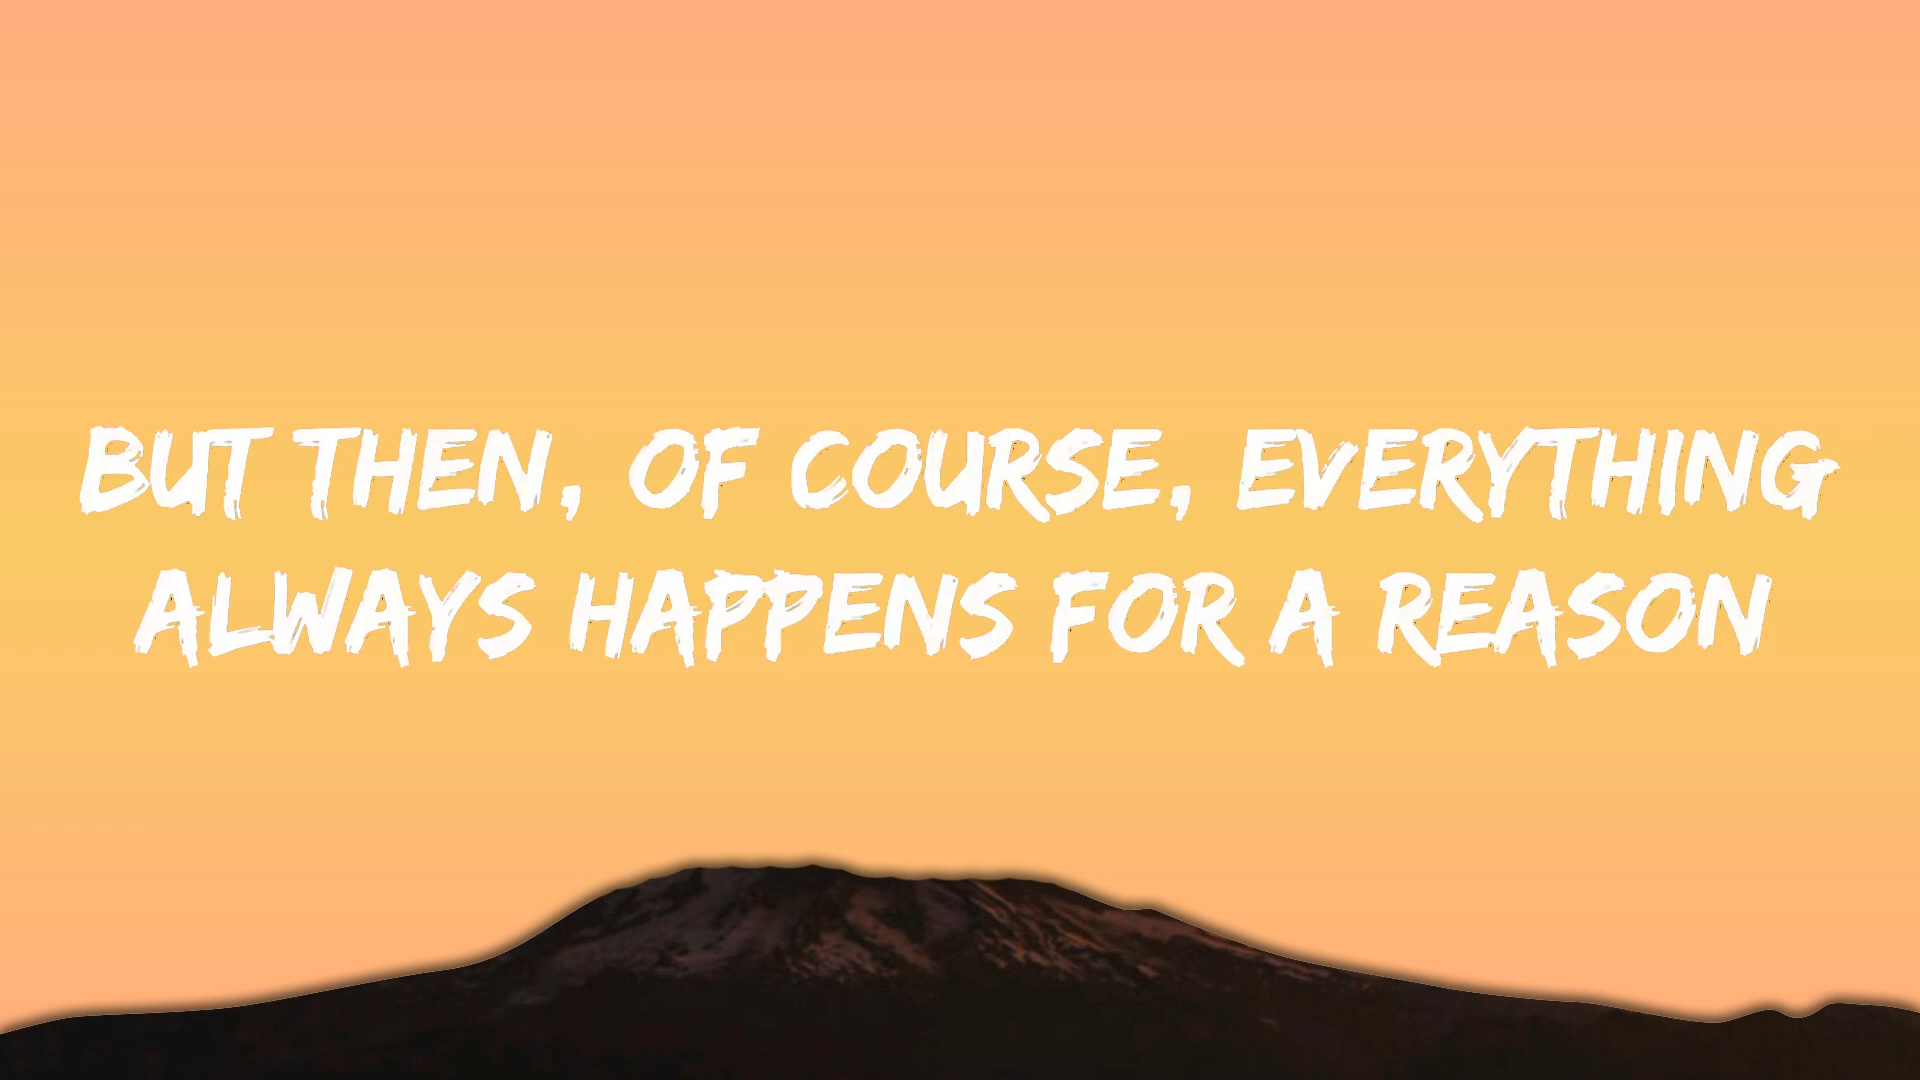 BUT THEN, OF COURSE, EVERYTHING
ALWAYS HAPPENS FOR A REASON